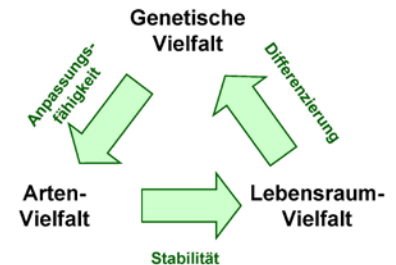 Genetische
Vielfalt
Anpassungs-
fähigkeit
Differenzierung
Arten-
Vielfalt
Lebensraum-
Vielfalt
Stabilität